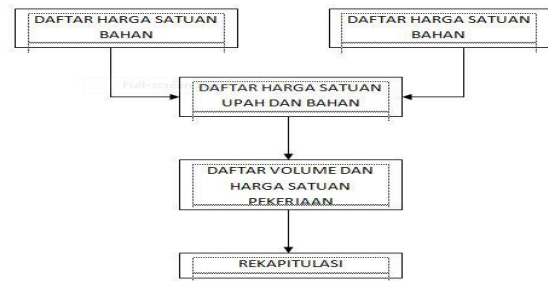 DAFTAR HARGA SATUAN
BAHAN
DAFTAR HARGA SATUAN
BAHAN
DAFTAR HARGA SATUAN
UPAH DAN BAHAN
DAFTAR VOLUME DAN
HARGA SATUAN
PEKERJAAN
REKAPITULASI